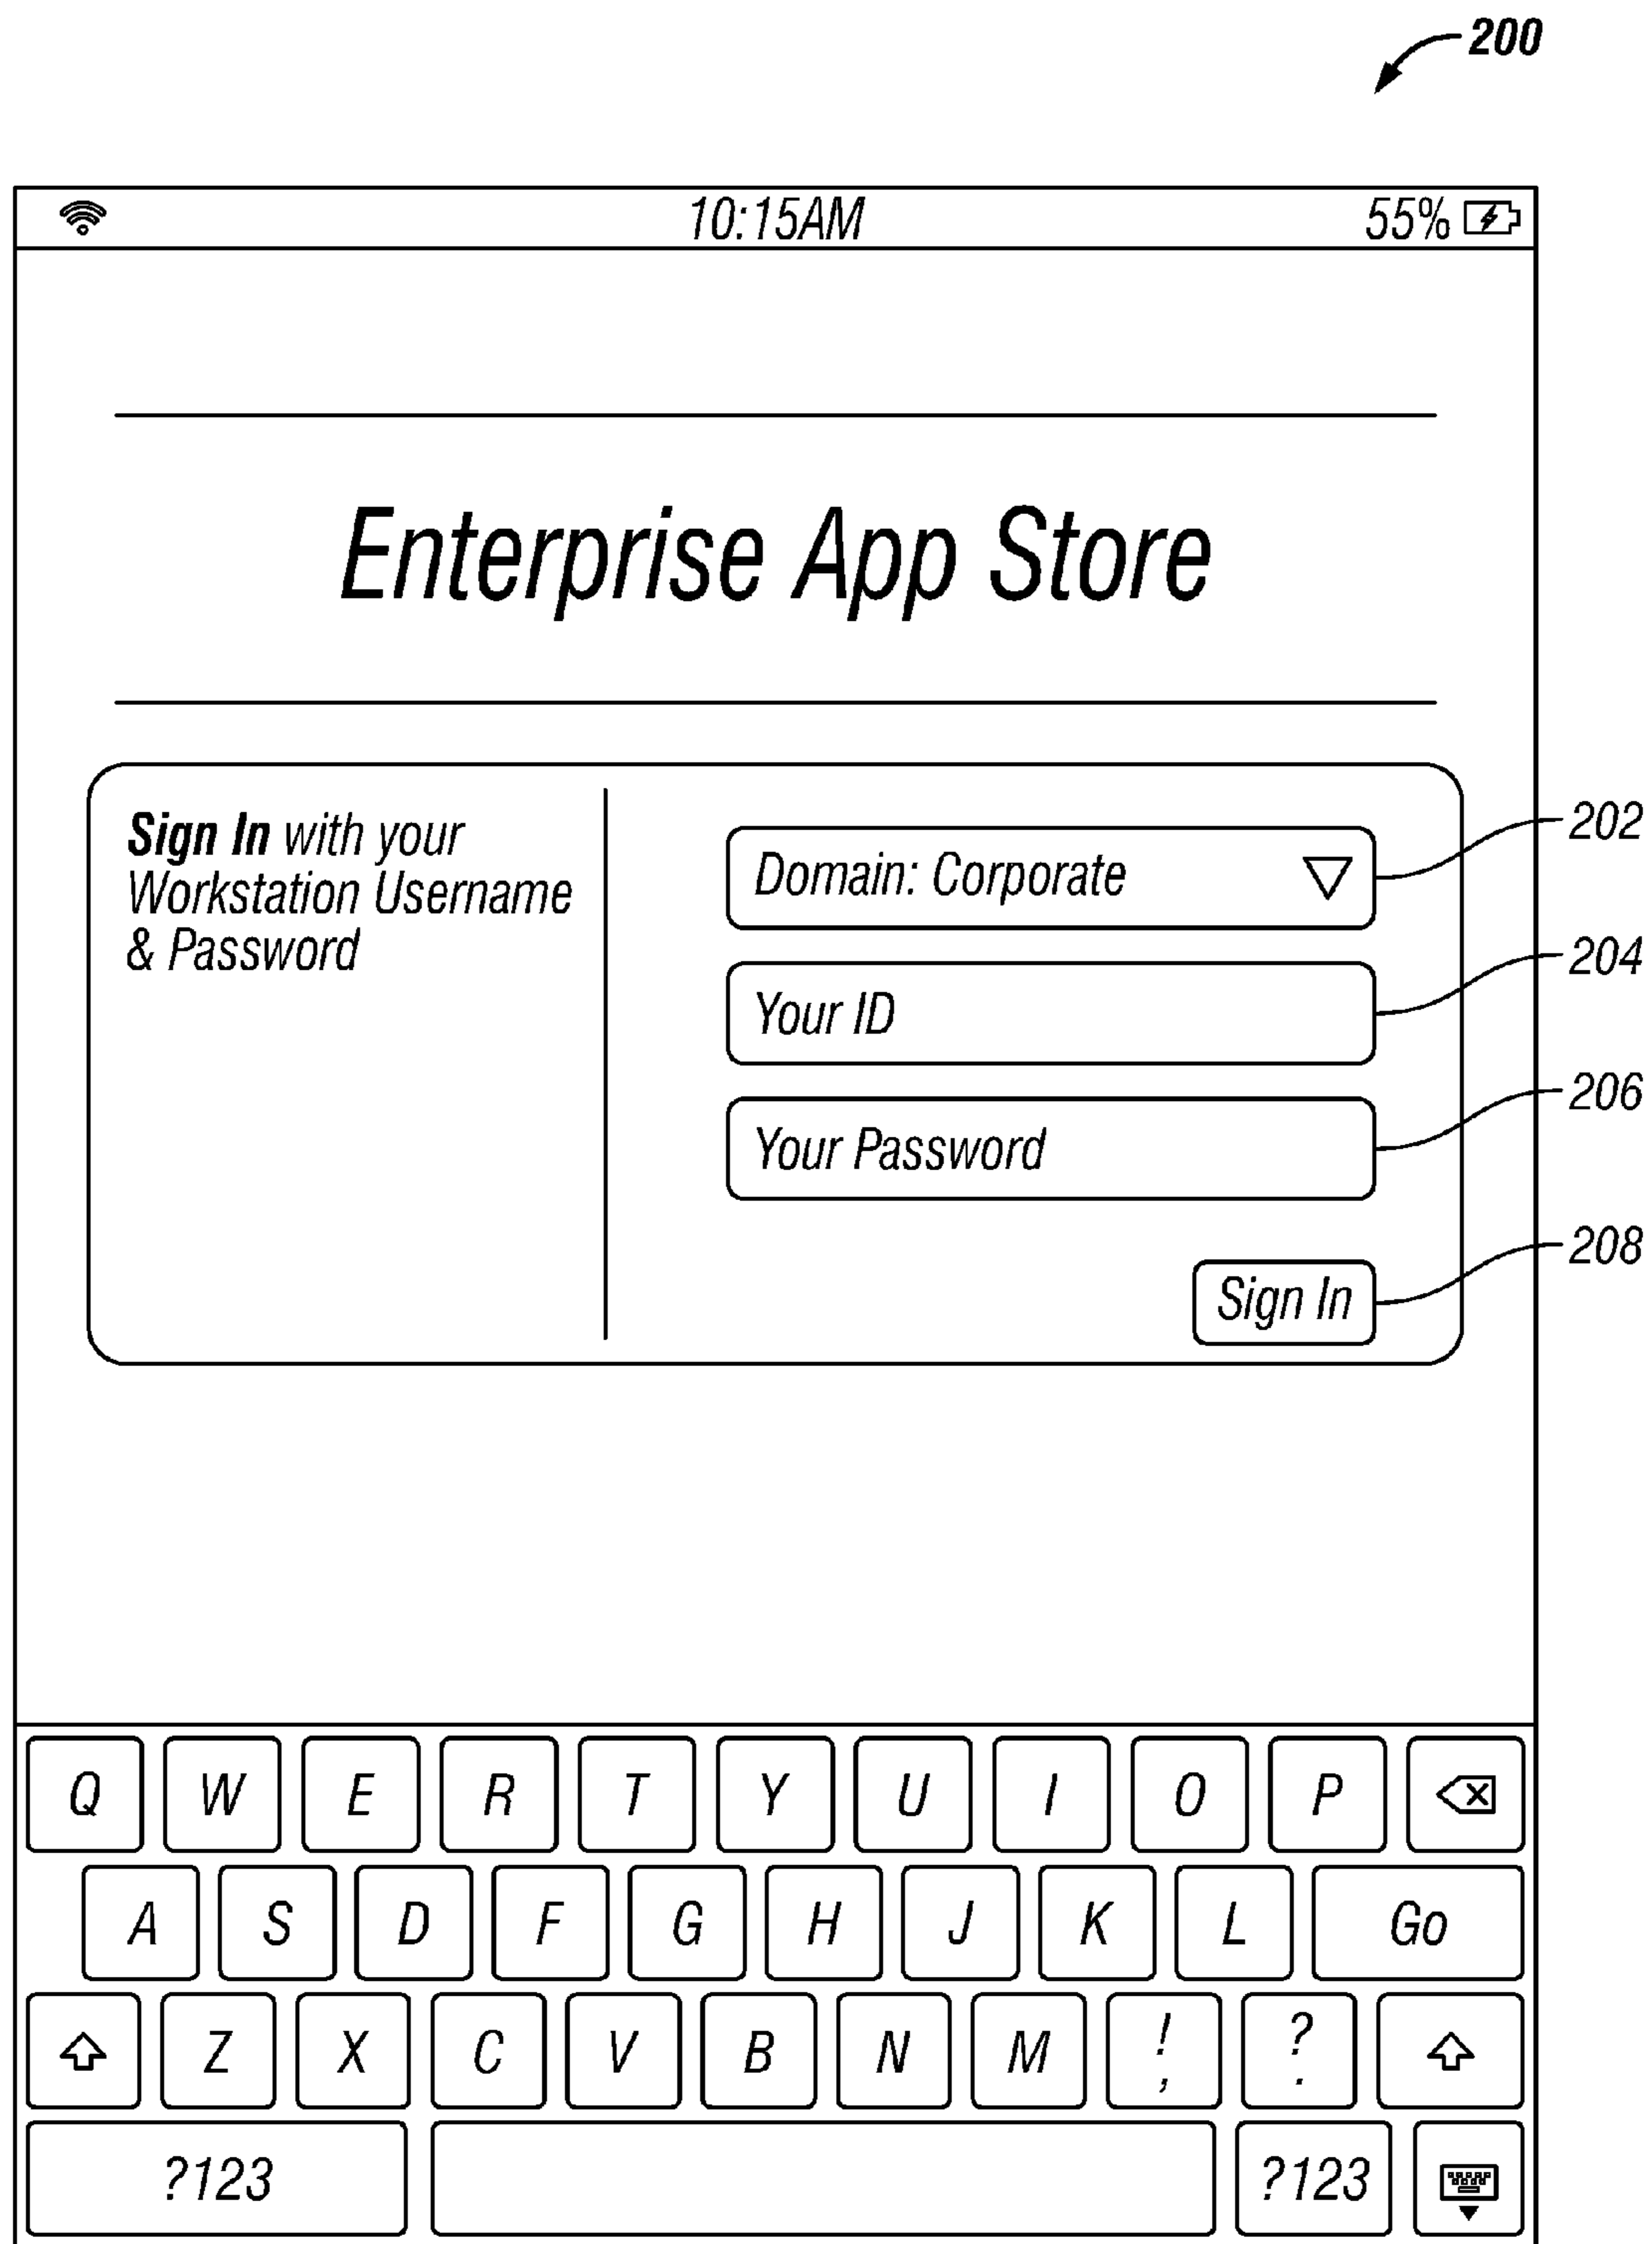 200
10:15AM 55%
Enterprise App Store
Sign In with your
Workstation Username
& Password
Domain: Corporate
202
Your ID
204
Your Password
206
Sign In
208
Q W E R T Y U I O P
A S D F G H J K L Go
Z X C V B N M ! , ? .
?123 ?123